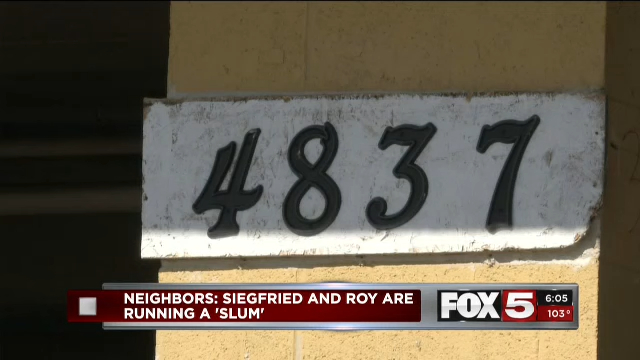 4837
NEIGHBORS: SIEGFRIED AND ROY ARE
RUNNING A 'SLUM'
FOX 5
6:05
103°